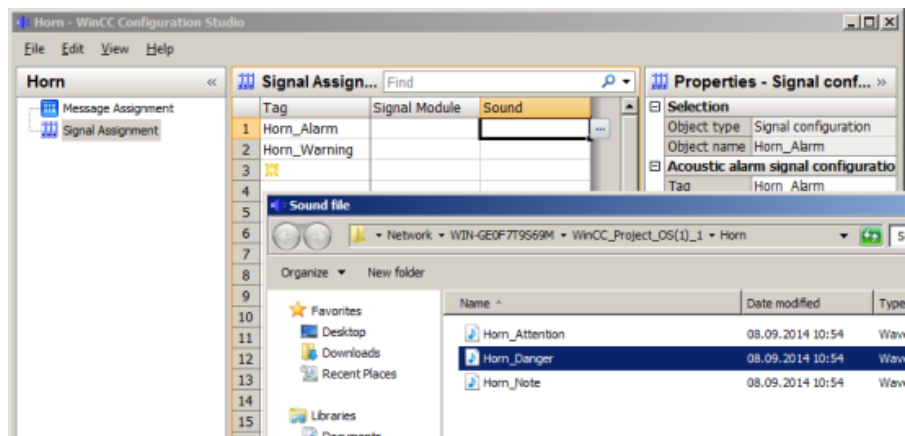 Horn - WinCC Configuration Studio
File Edit View Help
Horn «
Message Assignment
Signal Assignment
Signal Assign... Find
Tag Signal Module Sound
1 Horn_Alarm ...
2 Horn_Warning
3
4
5
6
7
8
9
10
11
12
13
14
15
Properties - Signal conf... »
Selection
Object type Signal configuration
Object name Horn_Alarm
Acoustic alarm signal configuratio
Tag Horn_Alarm
Sound file
Network WIN-GE0F7T9S69M WinCC_Project_OS(1)_1 Horn
Organize New folder
Favorites
Desktop
Downloads
Recent Places
Libraries
Name Date modified Type
Horn_Attention 08.09.2014 10:54 Wav
Horn_Danger 08.09.2014 10:54 Wav
Horn_Note 08.09.2014 10:54 Wav